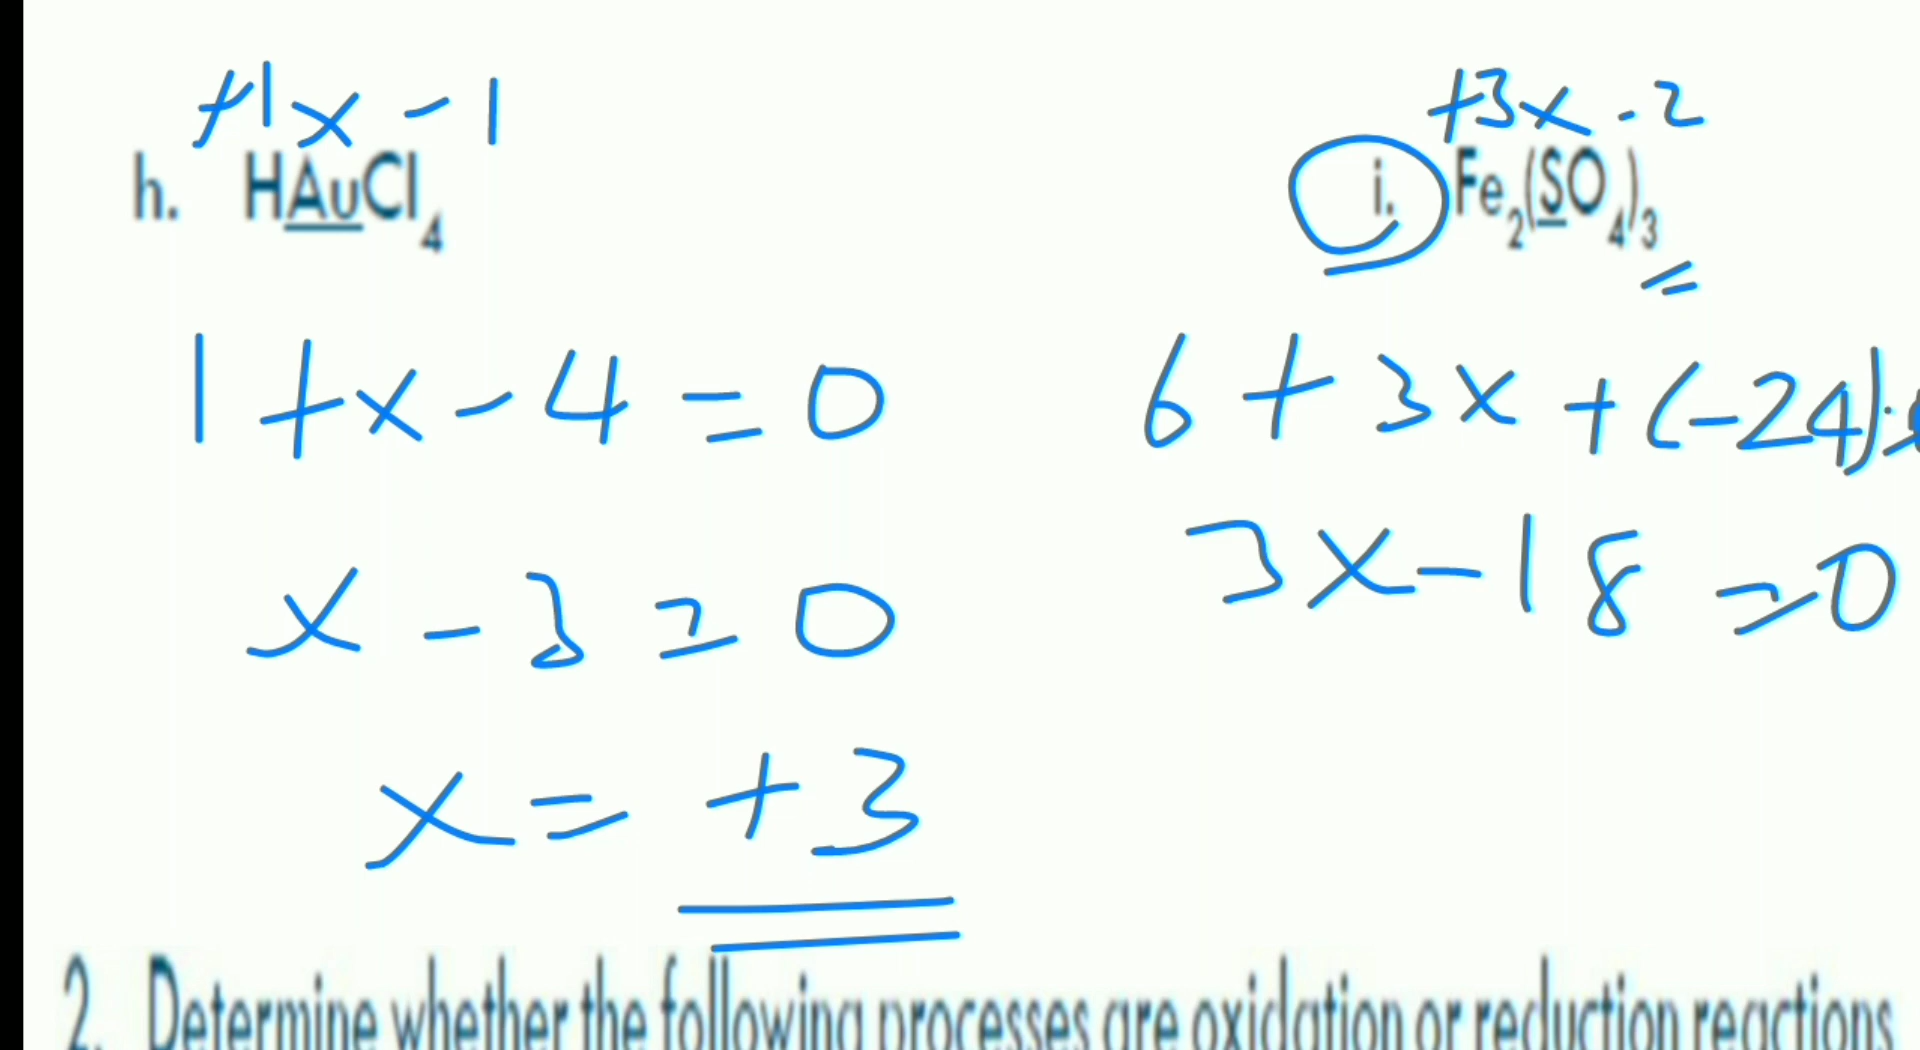 +1 x -1
h. HAuCl4
1 + x - 4 = 0
x - 3 = 0
x = +3
+3 x -2
i. Fe2(SO4)3
6 + 3x + (-24) =
3x - 18 = 0
2. Determine whether the following processes are oxidation or reduction reactions